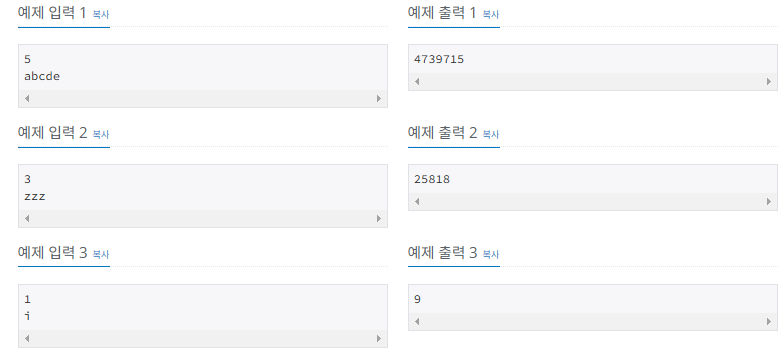 예제 입력 1 복사
예제 출력 1 복사
5
abcde
4739715
예제 입력 2 복사
예제 출력 2 복사
3
zzz
25818
예제 입력 3 복사
예제 출력 3 복사
1
i
9